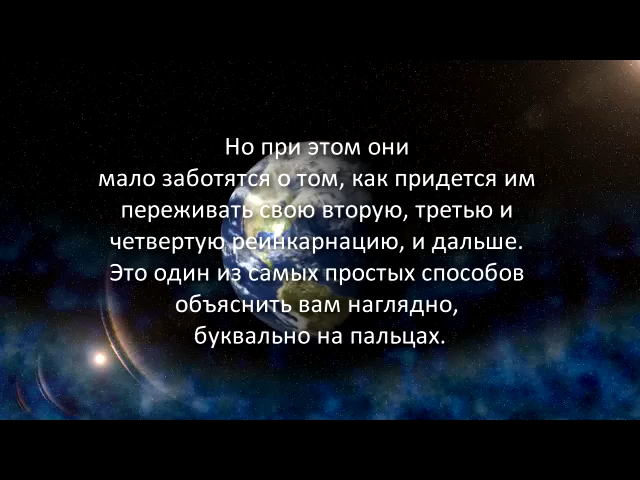 Но при этом они
мало заботятся о том, как придется им
переживать свою вторую, третью и
четвертую реинкарнацию, и дальше.
Это один из самых простых способов
объяснить вам наглядно,
буквально на пальцах.